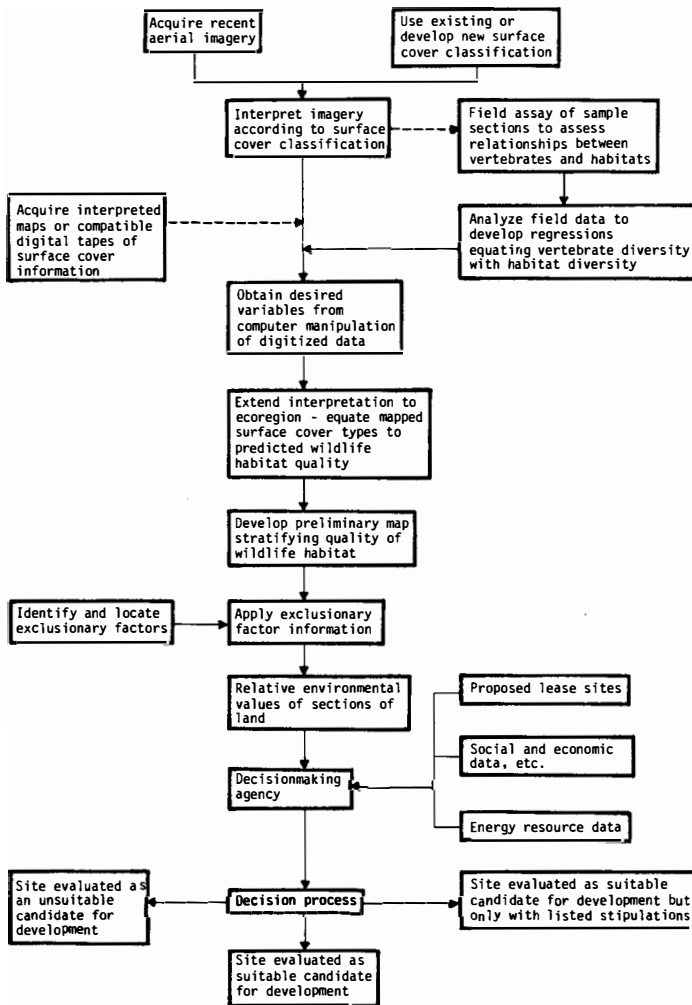 Acquire recent
aerial imagery
Use existing or
develop new surface
cover classification
Interpret imagery
according to surface
cover classification
Field assay of sample
sections to assess
relationships between
vertebrates and habitats
Acquire interpreted
maps or compatible
digital tapes of
surface cover
information
Analyze field data to
develop regressions
equating vertebrate diversity
with habitat diversity
Obtain desired
variables from
computer manipulation
of digitized data
Extend interpretation to
ecoregion - equate mapped
surface cover types to
predicted wildlife
habitat quality
Develop preliminary map
stratifying quality of
wildlife habitat
Identify and locate
exclusionary factors
Apply exclusionary
factor information
Relative environmental
values of sections of
land
Proposed lease sites
Social and economic
data, etc.
Decisionmaking
agency
Energy resource data
Site evaluated as
an unsuitable
candidate for
development
Decision process
Site evaluated as suitable
candidate for development but
only with listed stipulations
Site evaluated as
suitable candidate
for development